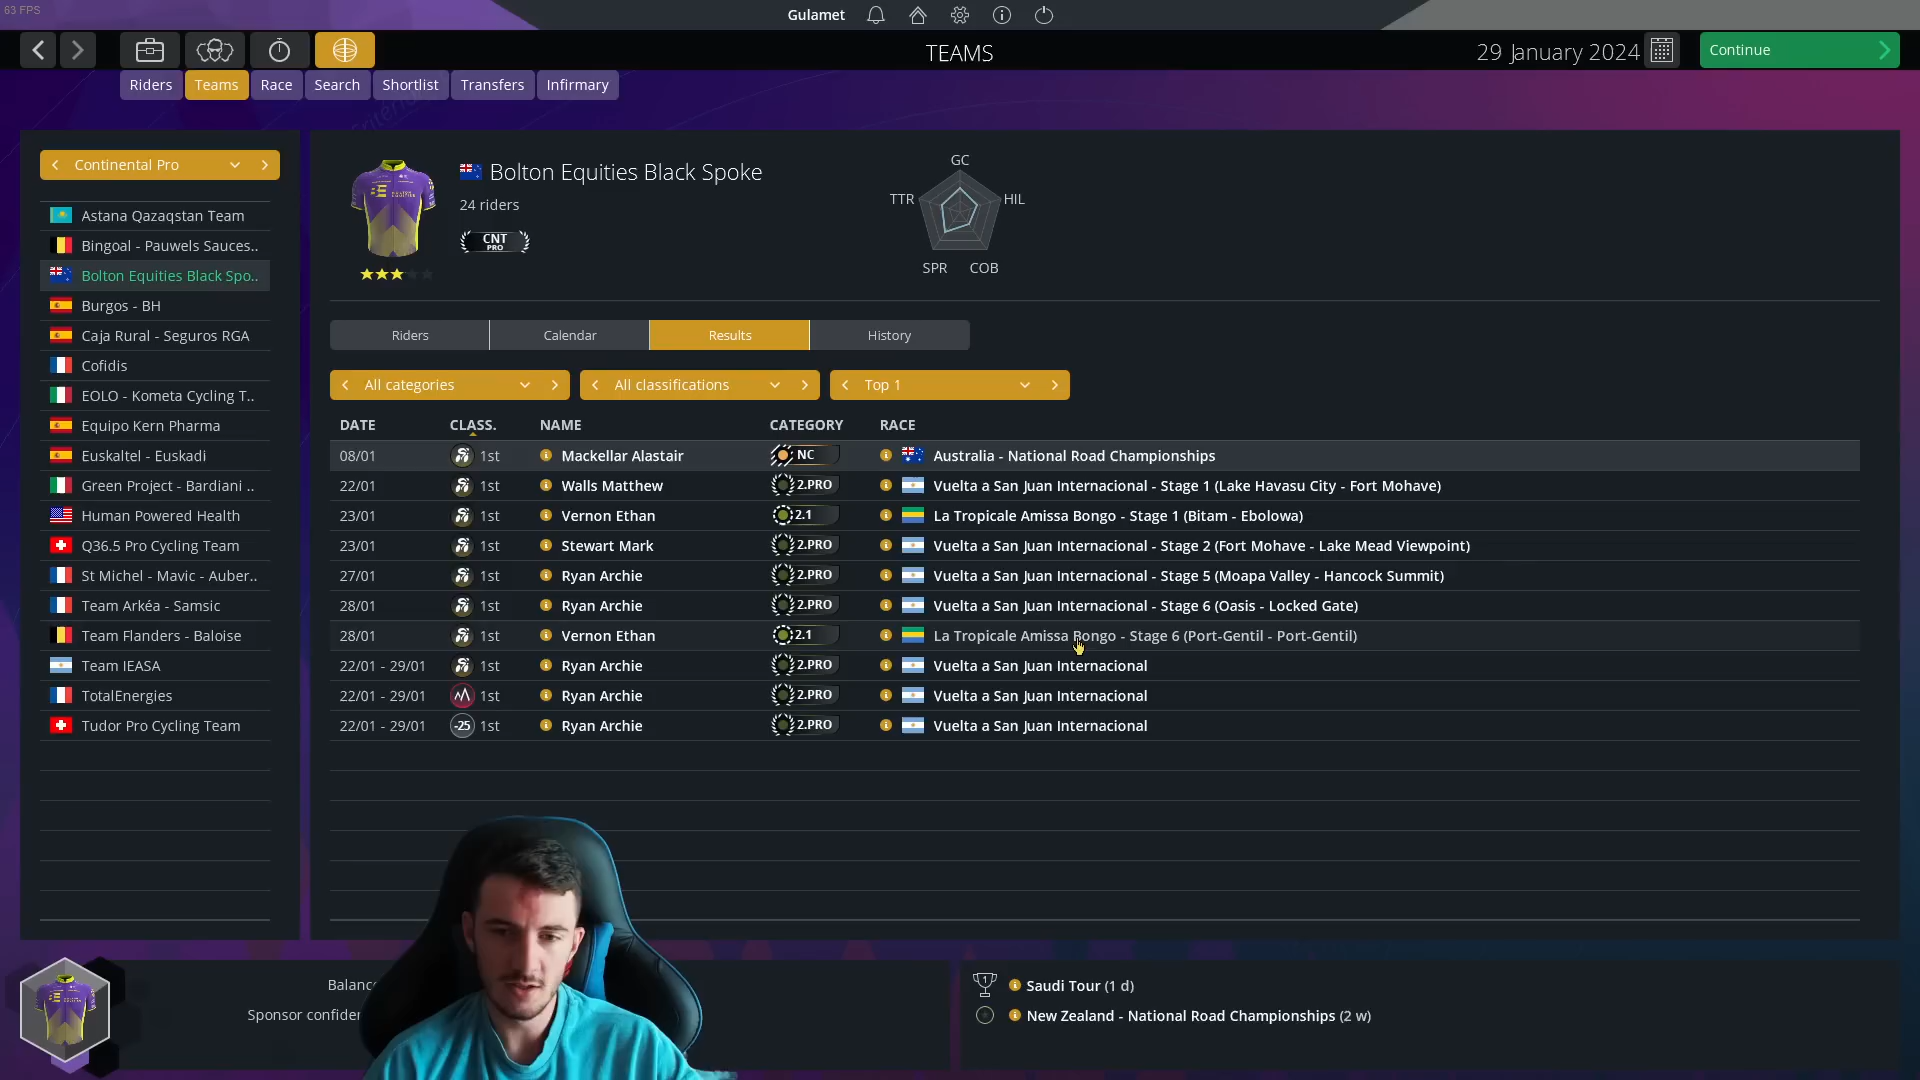 63 FPS
Gulamet
TEAMS
29 January 2024
Continue
Riders
Teams
Race
Search
Shortlist
Transfers
Infirmary
Continental Pro
Astana Qazaqstan Team
Bingoal - Pauwels Sauces..
Bolton Equities Black Spo..
Burgos - BH
Caja Rural - Seguros RGA
Cofidis
EOLO - Kometa Cycling T..
Equipo Kern Pharma
Euskaltel - Euskadi
Green Project - Bardiani ..
Human Powered Health
Q36.5 Pro Cycling Team
St Michel - Mavic - Auber..
Team Arkéa - Samsic
Team Flanders - Baloise
Team IEASA
TotalEnergies
Tudor Pro Cycling Team
Bolton Equities Black Spoke
24 riders
CNT
PRO
GC
TTR
HIL
SPR
COB
Riders
Calendar
Results
History
All categories
All classifications
Top 1
DATE CLASS. NAME CATEGORY RACE
08/01 1st Mackellar Alastair NC Australia - National Road Championships
22/01 1st Walls Matthew 2.PRO Vuelta a San Juan Internacional - Stage 1 (Lake Havasu City - Fort Mohave)
23/01 1st Vernon Ethan 2.1 La Tropicale Amissa Bongo - Stage 1 (Bitam - Ebolowa)
23/01 1st Stewart Mark 2.PRO Vuelta a San Juan Internacional - Stage 2 (Fort Mohave - Lake Mead Viewpoint)
27/01 1st Ryan Archie 2.PRO Vuelta a San Juan Internacional - Stage 5 (Moapa Valley - Hancock Summit)
28/01 1st Ryan Archie 2.PRO Vuelta a San Juan Internacional - Stage 6 (Oasis - Locked Gate)
28/01 1st Vernon Ethan 2.1 La Tropicale Amissa Bongo - Stage 6 (Port-Gentil - Port-Gentil)
22/01 - 29/01 1st Ryan Archie 2.PRO Vuelta a San Juan Internacional
22/01 - 29/01 1st Ryan Archie 2.PRO Vuelta a San Juan Internacional
22/01 - 29/01 -25 1st Ryan Archie 2.PRO Vuelta a San Juan Internacional
Saudi Tour (1 d)
New Zealand - National Road Championships (2 w)
Sponsor